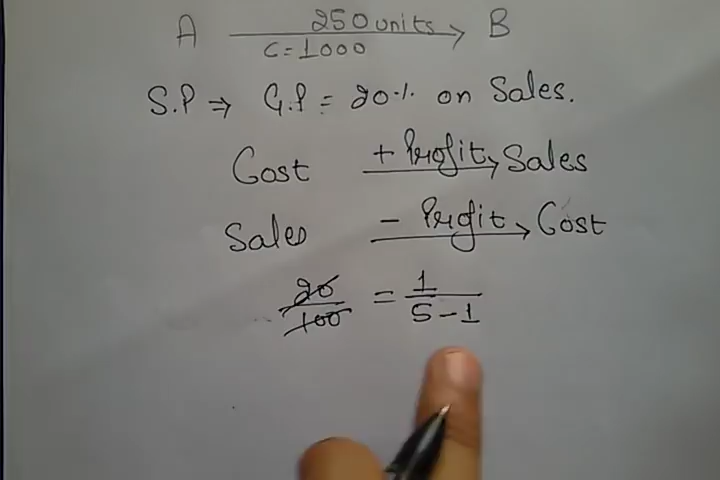 A 250 units B
C=1000
S.P ⇒ G.P = 20% on Sales.
Cost + Profit Sales
Sales - Profit Cost
20/100 = 1/5-1